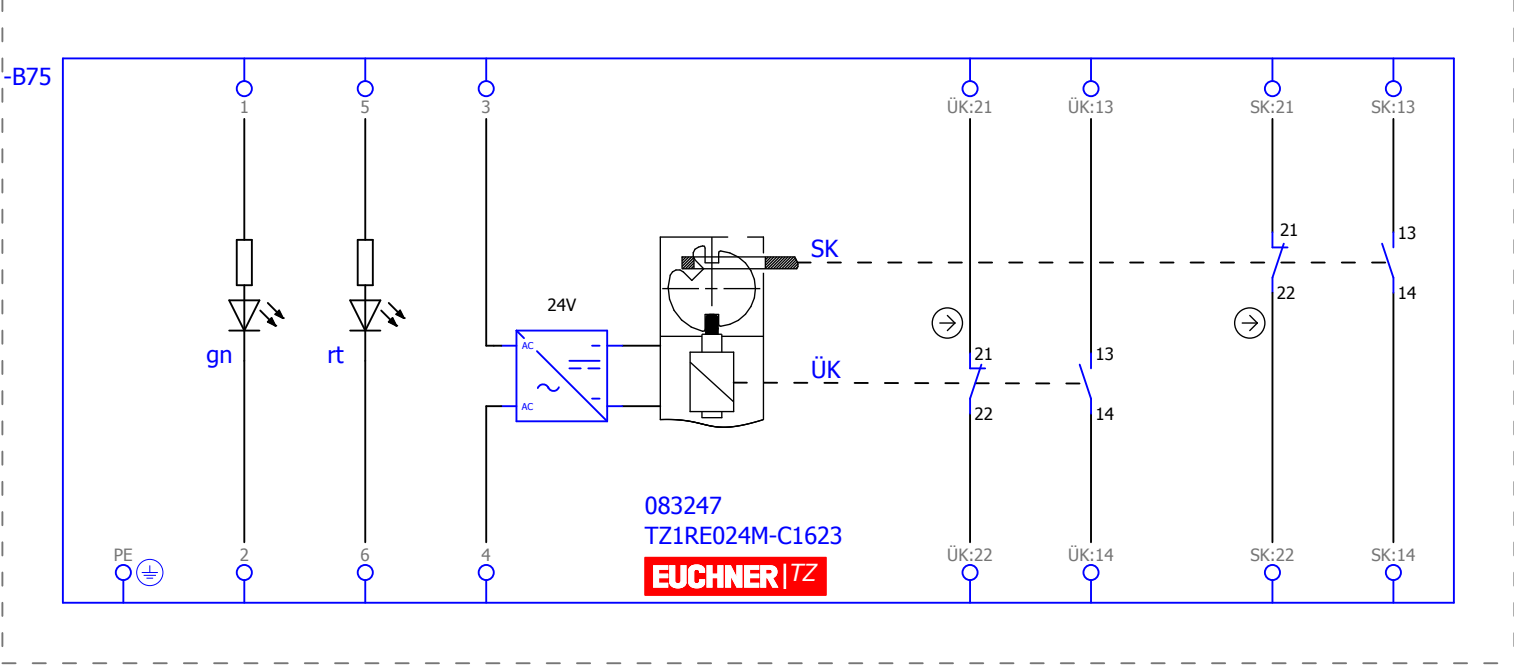 -B75
1
5
3
ÜK:21
ÜK:13
SK:21
SK:13
21
13
SK
22
14
24V
gn
rt
AC
AC
21
13
ÜK
22
14
083247
TZ1RE024M-C1623
EUCHNER|TZ
PE
2
6
4
ÜK:22
ÜK:14
SK:22
SK:14